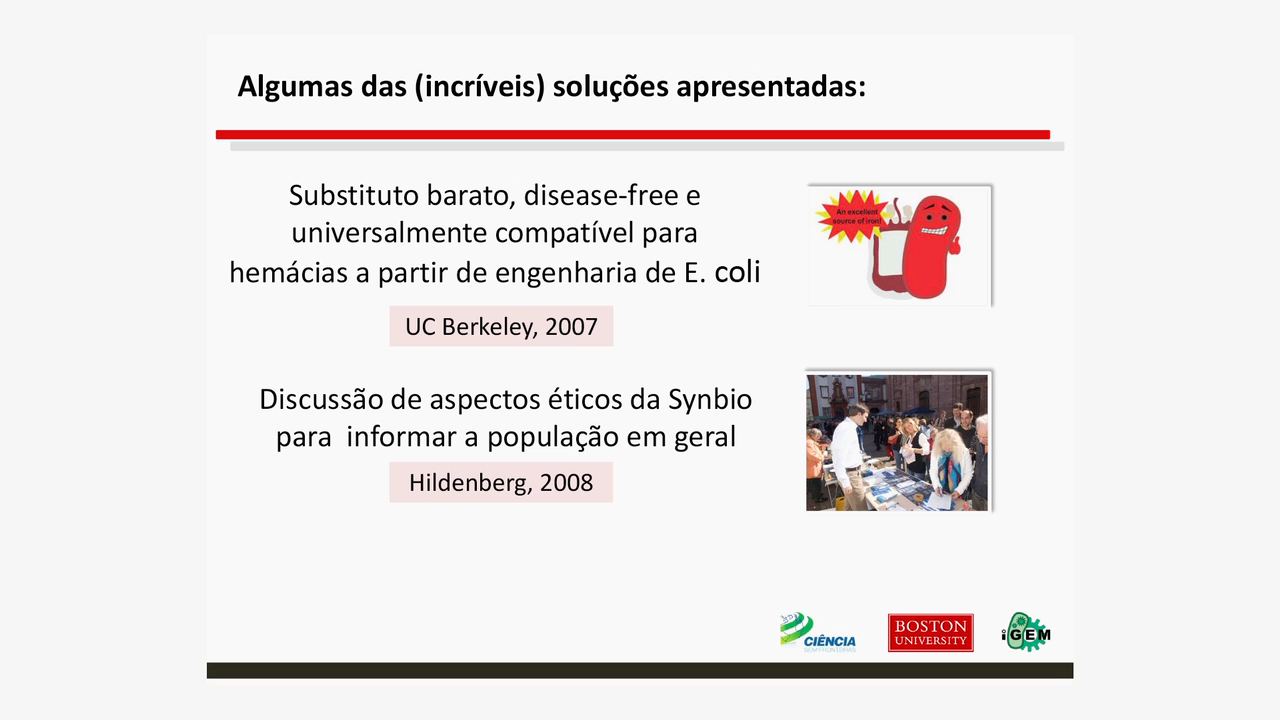 Algumas das (incríveis) soluções apresentadas:
Substituto barato, disease-free e
universalmente compatível para
hemácias a partir de engenharia de E. coli
An excellent
source of iron!
UC Berkeley, 2007
Discussão de aspectos éticos da Synbio
para informar a população em geral
Hildenberg, 2008
CIÊNCIA
SEM FRONTEIRAS
BOSTON
UNIVERSITY
iGEM